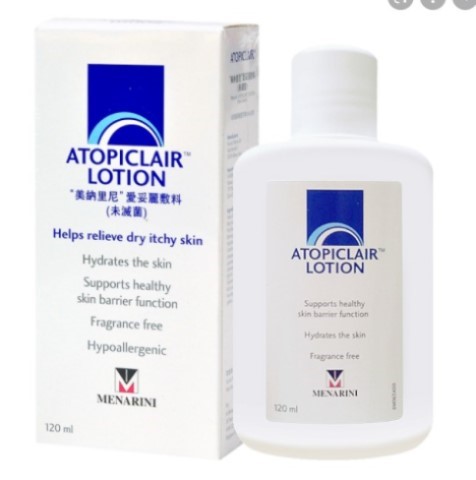 ATOPICLAIR™
LOTION
"美納里尼"愛妥麗敷料
(未滅菌)
Helps relieve dry itchy skin
Hydrates the skin
Supports healthy
skin barrier function
Fragrance free
Hypoallergenic
MENARINI
120 ml
ATOPICLAIR™
ATOPICLAIR™
LOTION
Supports healthy
skin barrier function
Hydrates the skin
Fragrance free
MENARINI
120 ml